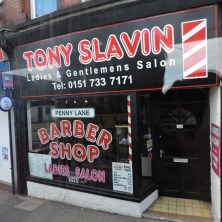 TONY SLAVIN
Ladies & Gentlemens Salon
Tel: 0151 733 7171
PENNY LANE
BARBER
SHOP
LADIES SALON